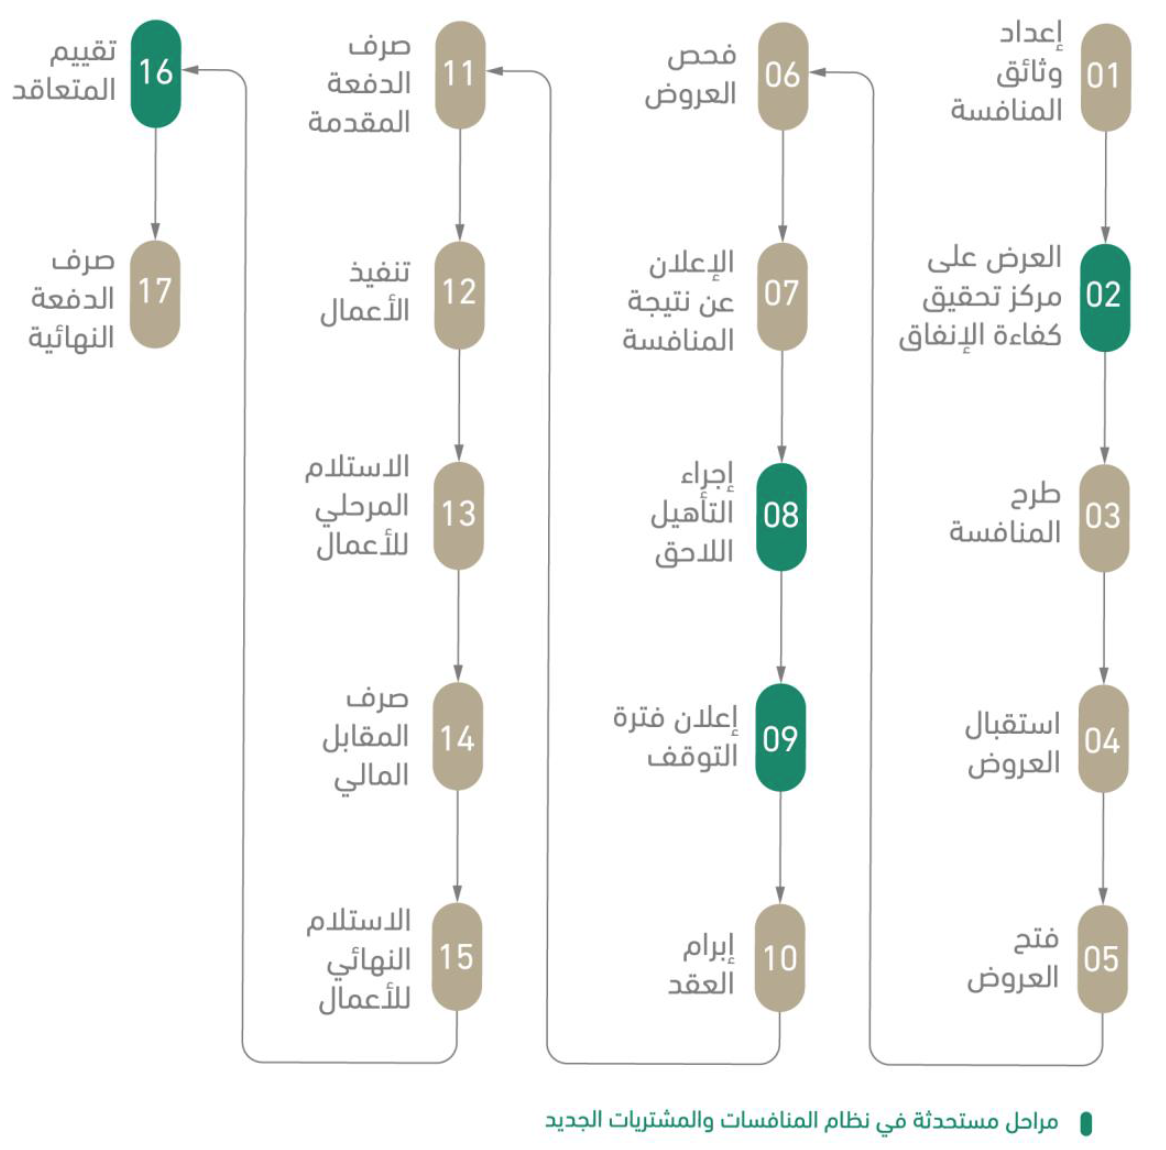 01
إعداد
وثائق
المنافسة
02
العرض على
مركز تحقيق
كفاءة الإنفاق
03
طرح
المنافسة
04
استقبال
العروض
05
فتح
العروض
06
فحص
العروض
07
الإعلان
عن نتيجة
المنافسة
08
إجراء
التأهيل
اللاحق
09
إعلان فترة
التوقف
10
إبرام
العقد
11
صرف
الدفعة
المقدمة
12
تنفيذ
الأعمال
13
الاستلام
المرحلي
للأعمال
14
صرف
المقابل
المالي
15
الاستلام
النهائي
للأعمال
16
تقييم
المتعاقد
17
صرف
الدفعة
النهائية
مراحل مستحدثة في نظام المنافسات والمشتريات الجديد